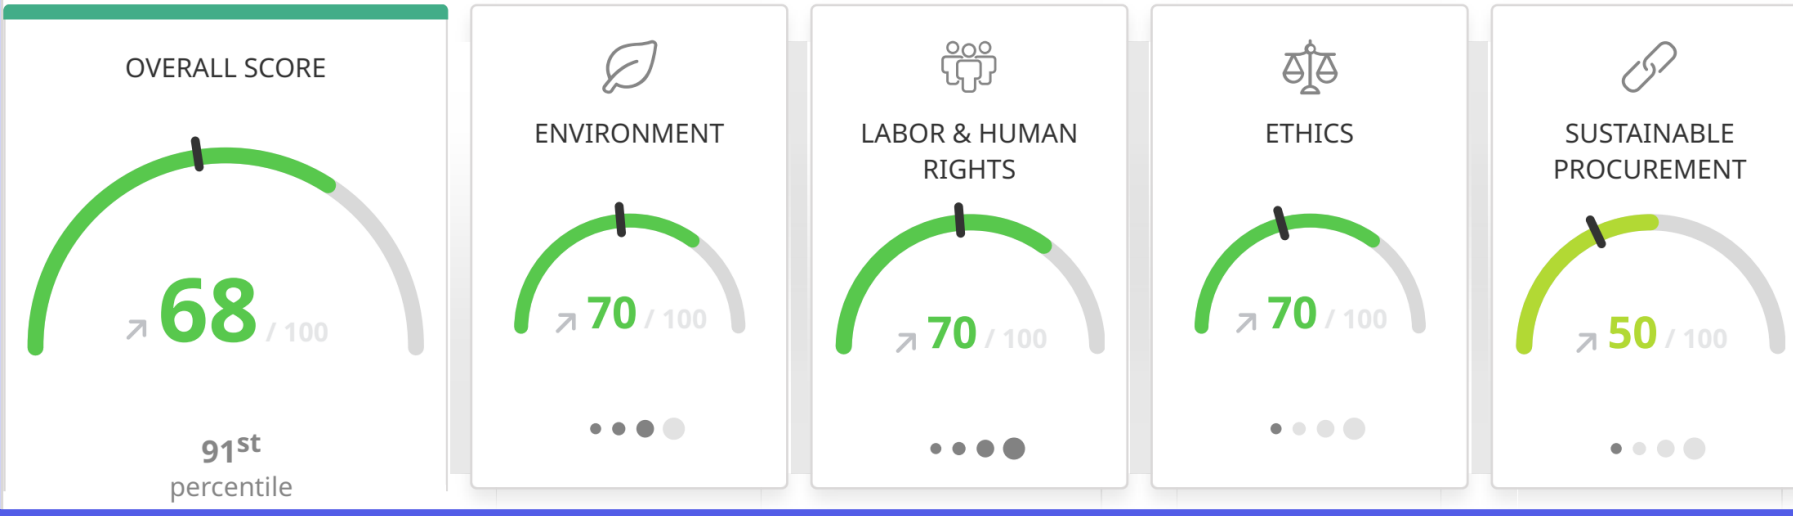 OVERALL SCORE
68 / 100
91st
percentile
ENVIRONMENT
70 / 100
LABOR & HUMAN
RIGHTS
70 / 100
ETHICS
70 / 100
SUSTAINABLE
PROCUREMENT
50 / 100